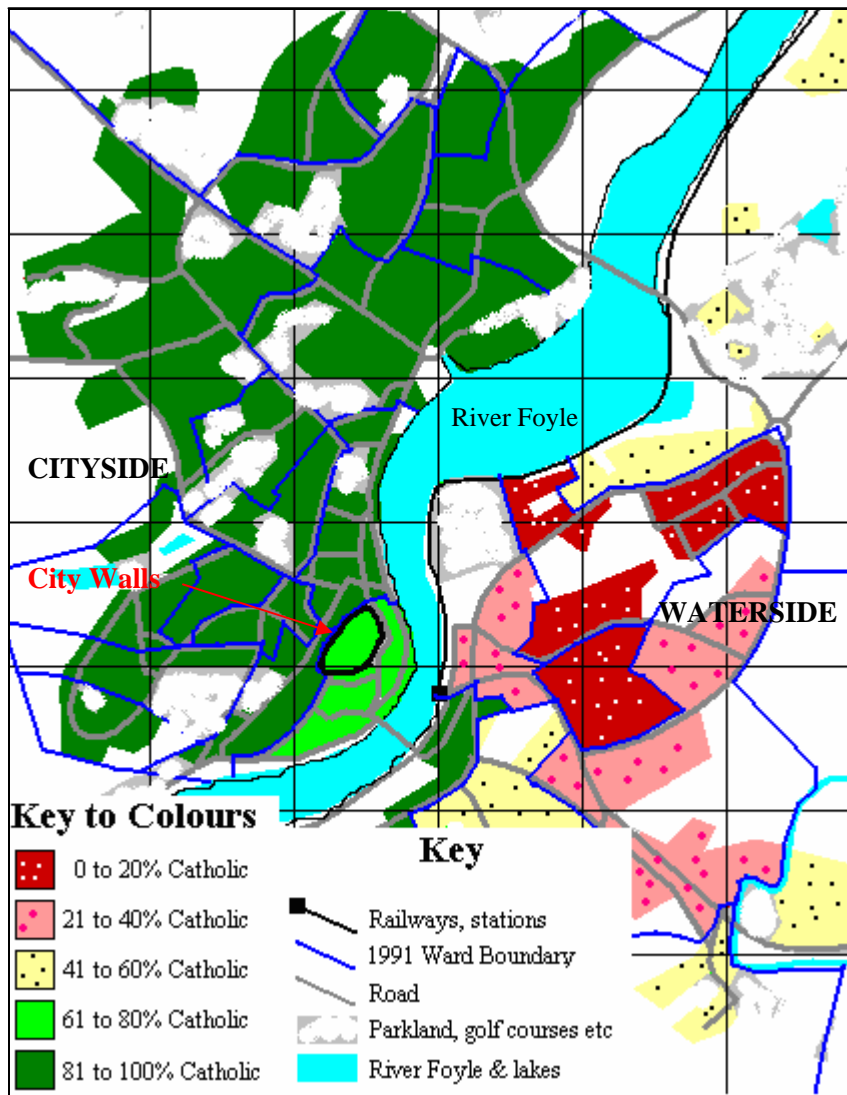 River Foyle
CITYSIDE
City Walls
WATERSIDE
Key to Colours
0 to 20% Catholic
21 to 40% Catholic
41 to 60% Catholic
61 to 80% Catholic
81 to 100% Catholic
Key
Railways, stations
1991 Ward Boundary
Road
Parkland, golf courses etc
River Foyle & lakes